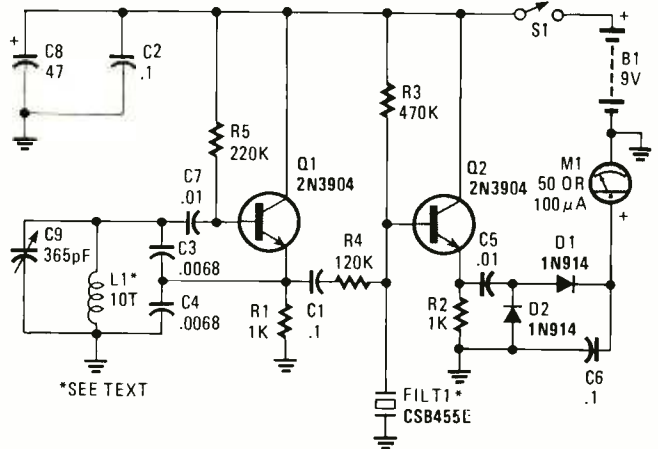 +
C8
47
C2
.1
S1
+
B1
9V
R3
470K
R5
220K
Q1
2N3904
Q2
2N3904
M1
50 OR
100µA
+
C7
.01
C9
365pF
L1*
10T
C3
.0068
C4
.0068
R4
120K
C5
.01
D1
1N914
R1
1K
C1
.1
R2
1K
D2
1N914
C6
.1
*SEE TEXT
FILT1*
CSB455E